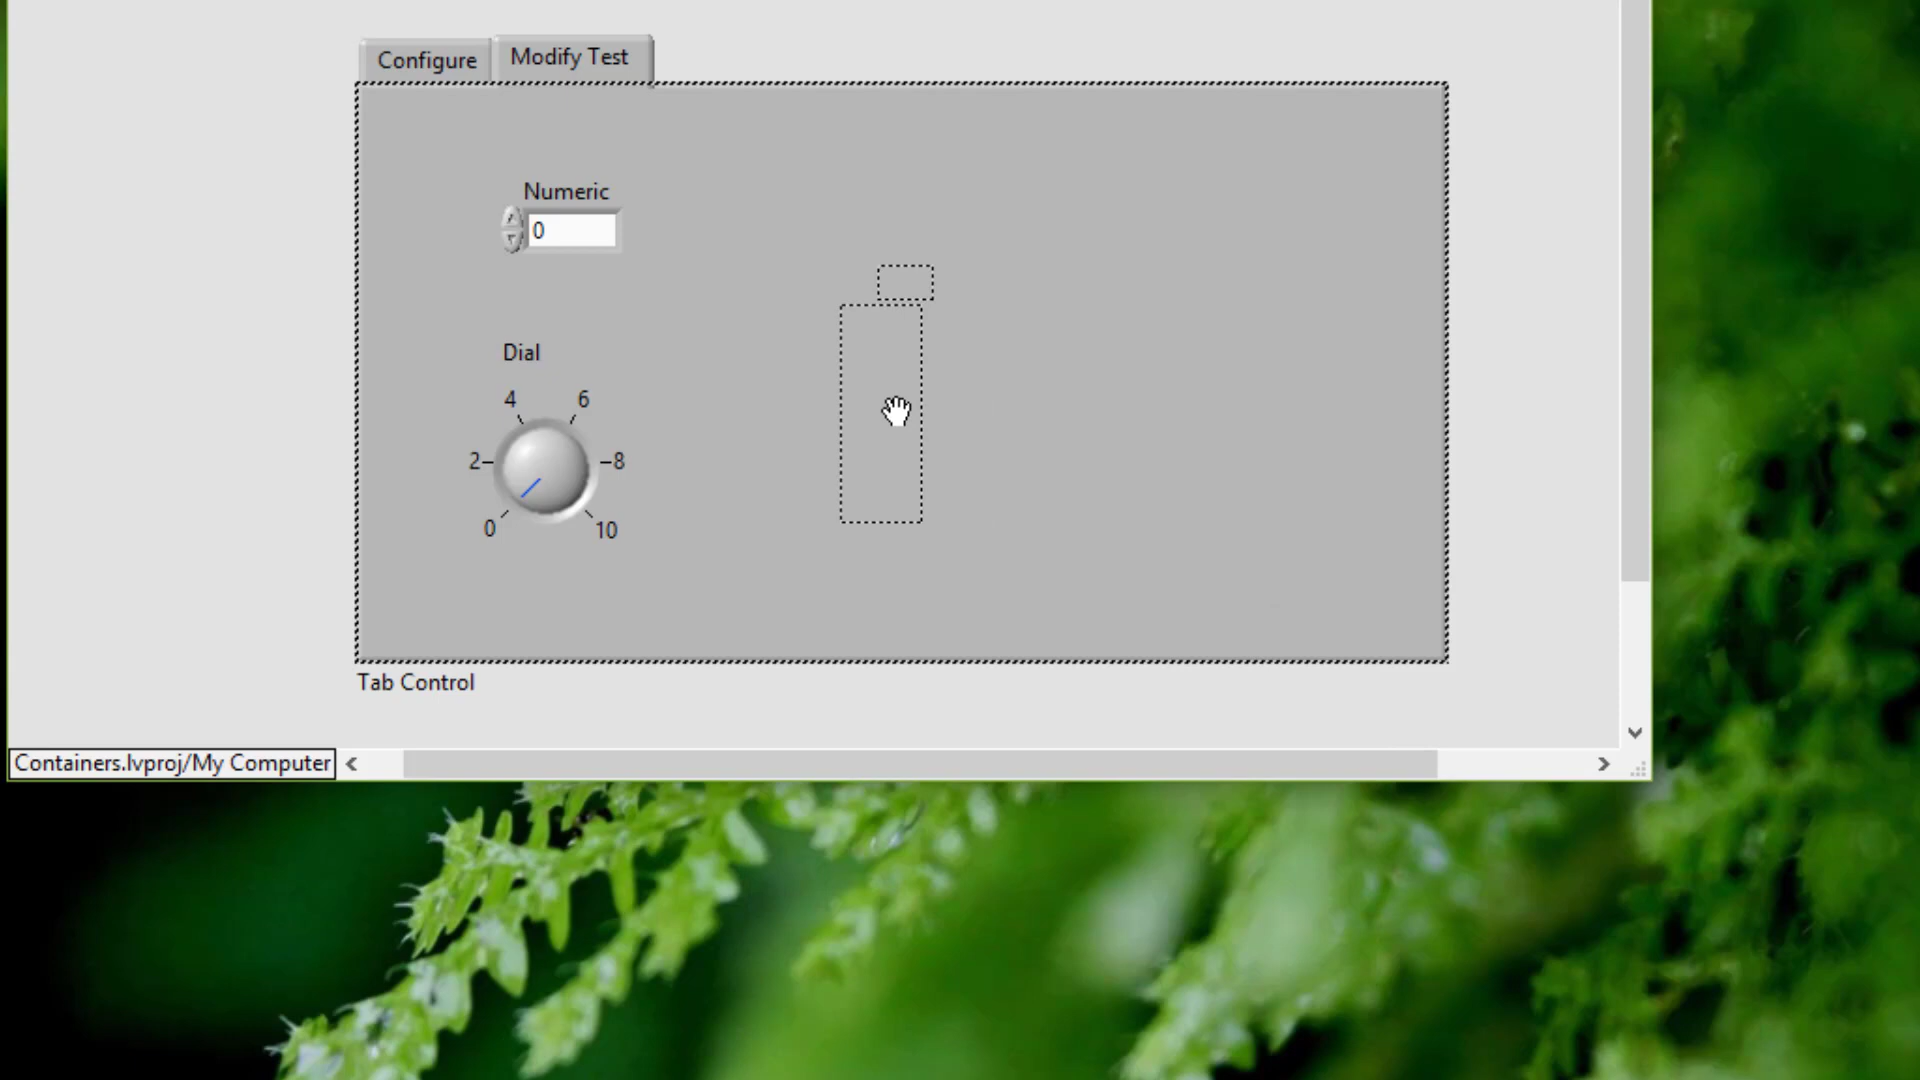 Configure
Modify Test
Numeric
0
Dial
4 6
2 8
0 10
Tab Control
Containers.lvproj/My Computer